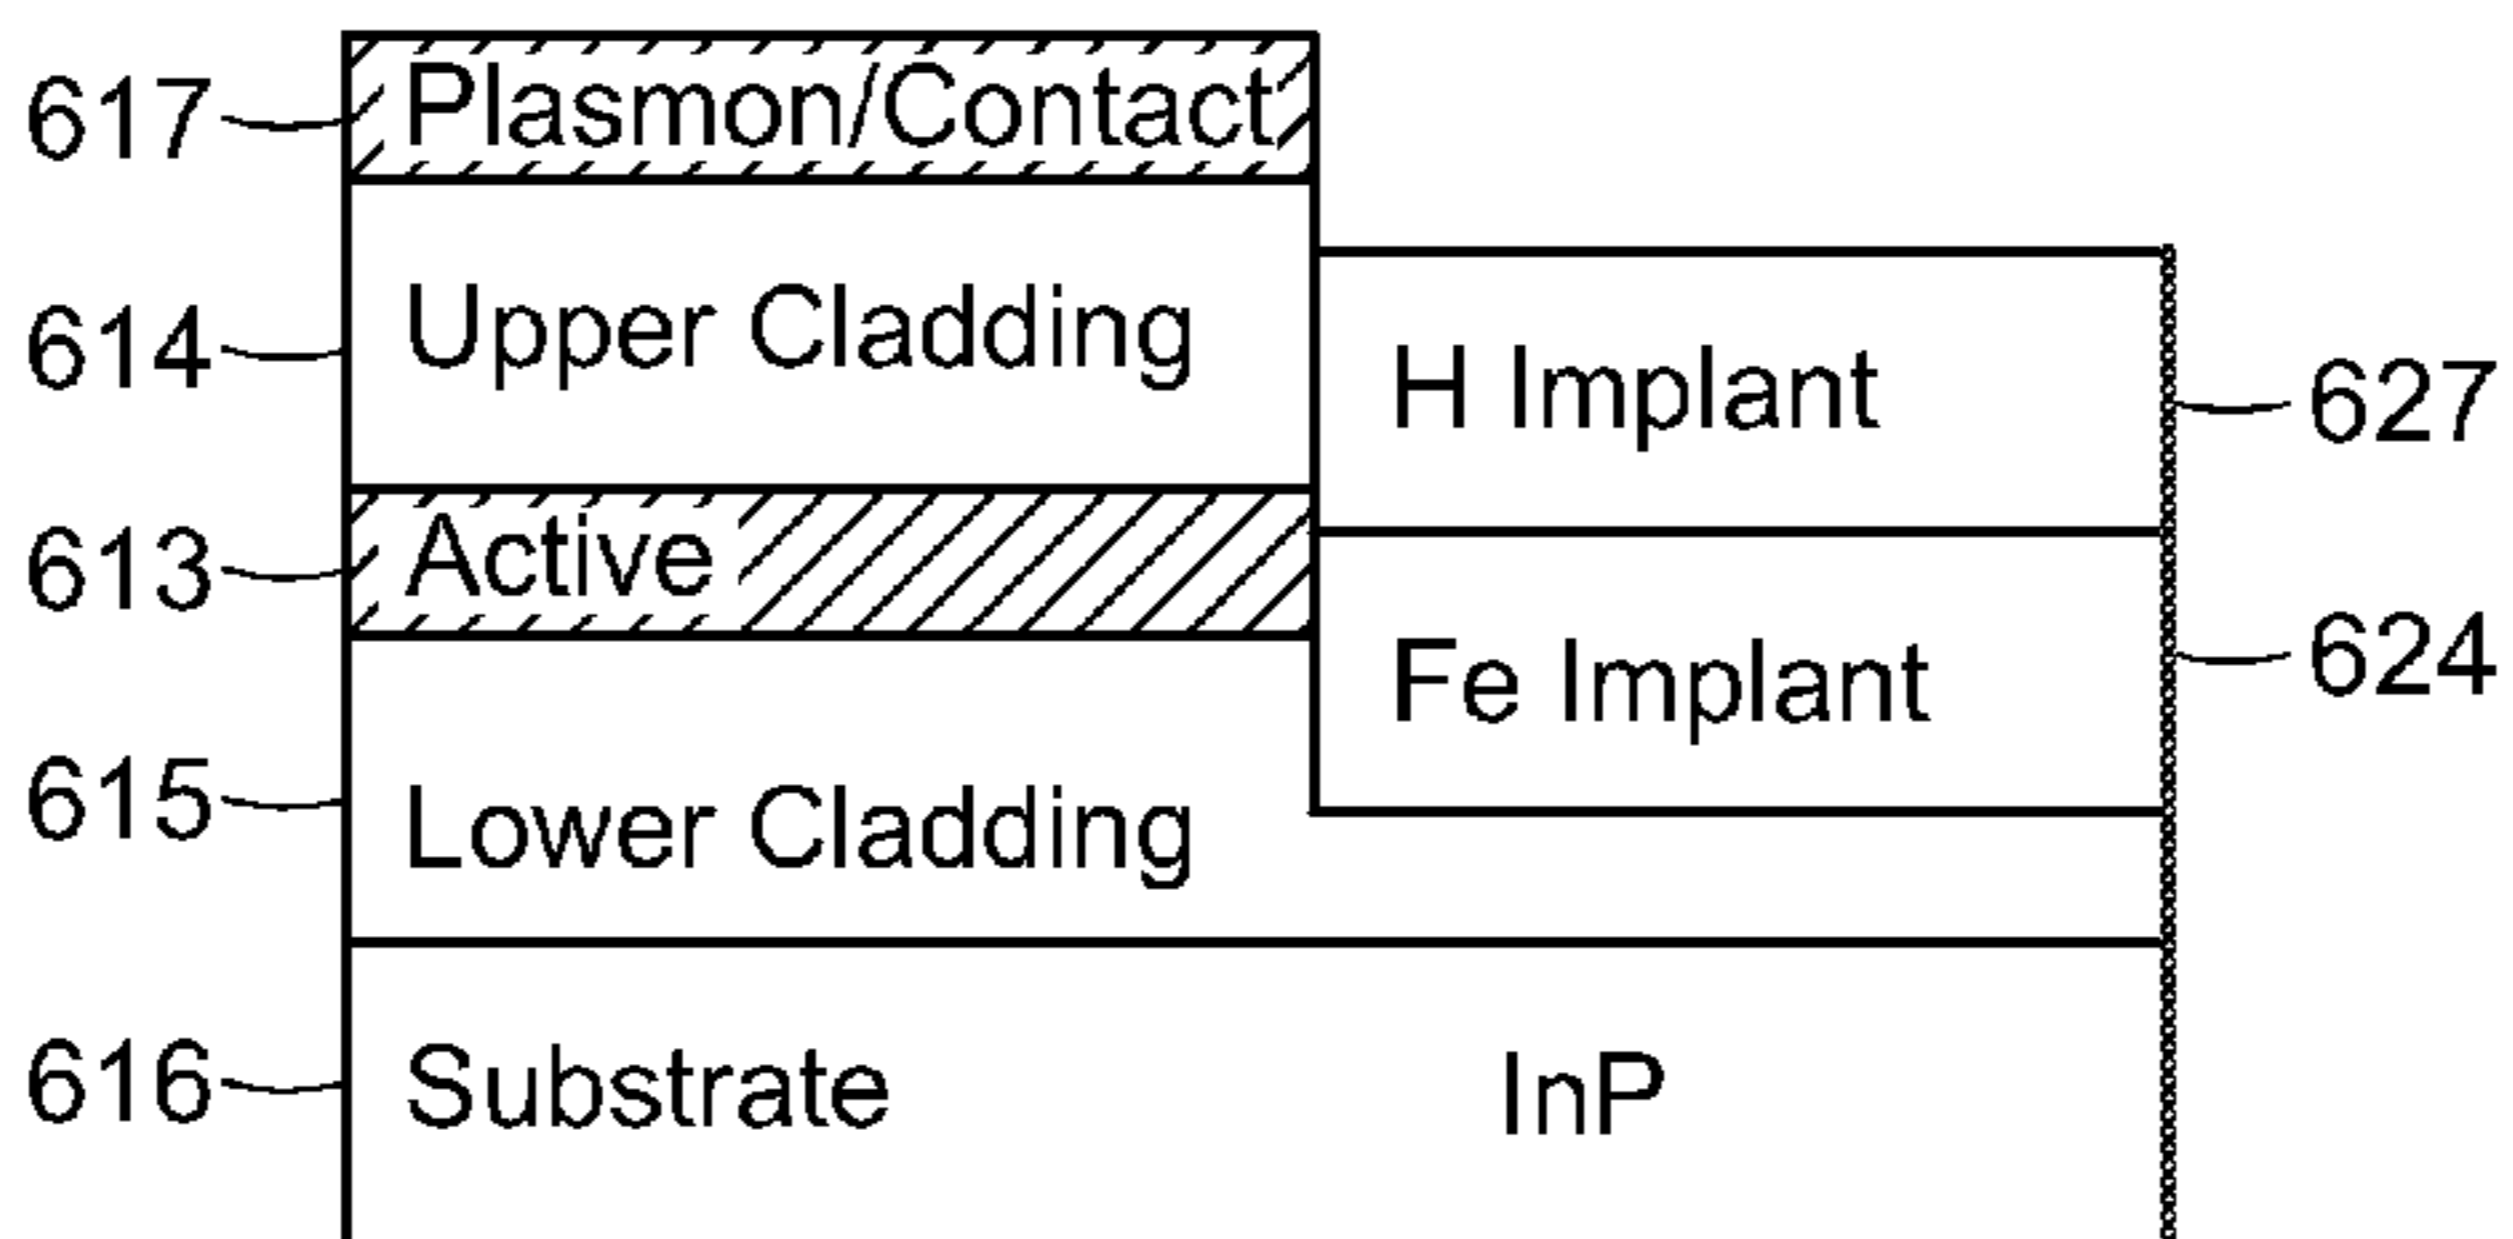 617 Plasmon/Contact
614 Upper Cladding
H Implant 627
613 Active
Fe Implant 624
615 Lower Cladding
616 Substrate InP